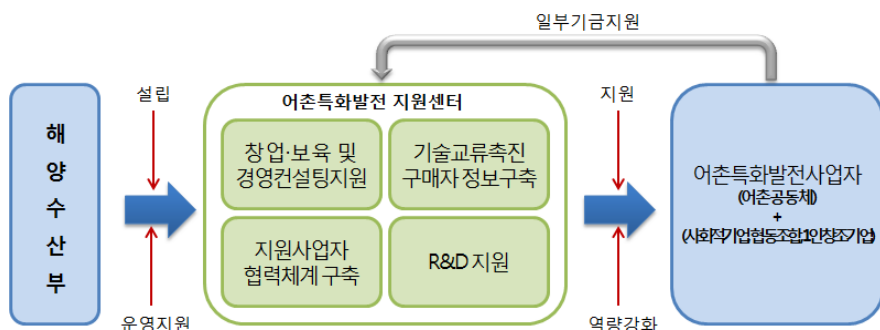 일부기금지원
해
양
수
산
부
설립
운영지원
어촌특화발전 지원센터
창업·보육 및
경영컨설팅지원
기술교류촉진
구매자 정보구축
지원사업자
협력체계 구축
R&D 지원
지원
역량강화
어촌특화발전사업자
(어촌공동체)
+
(사회적기업협동조합1인창조기업)